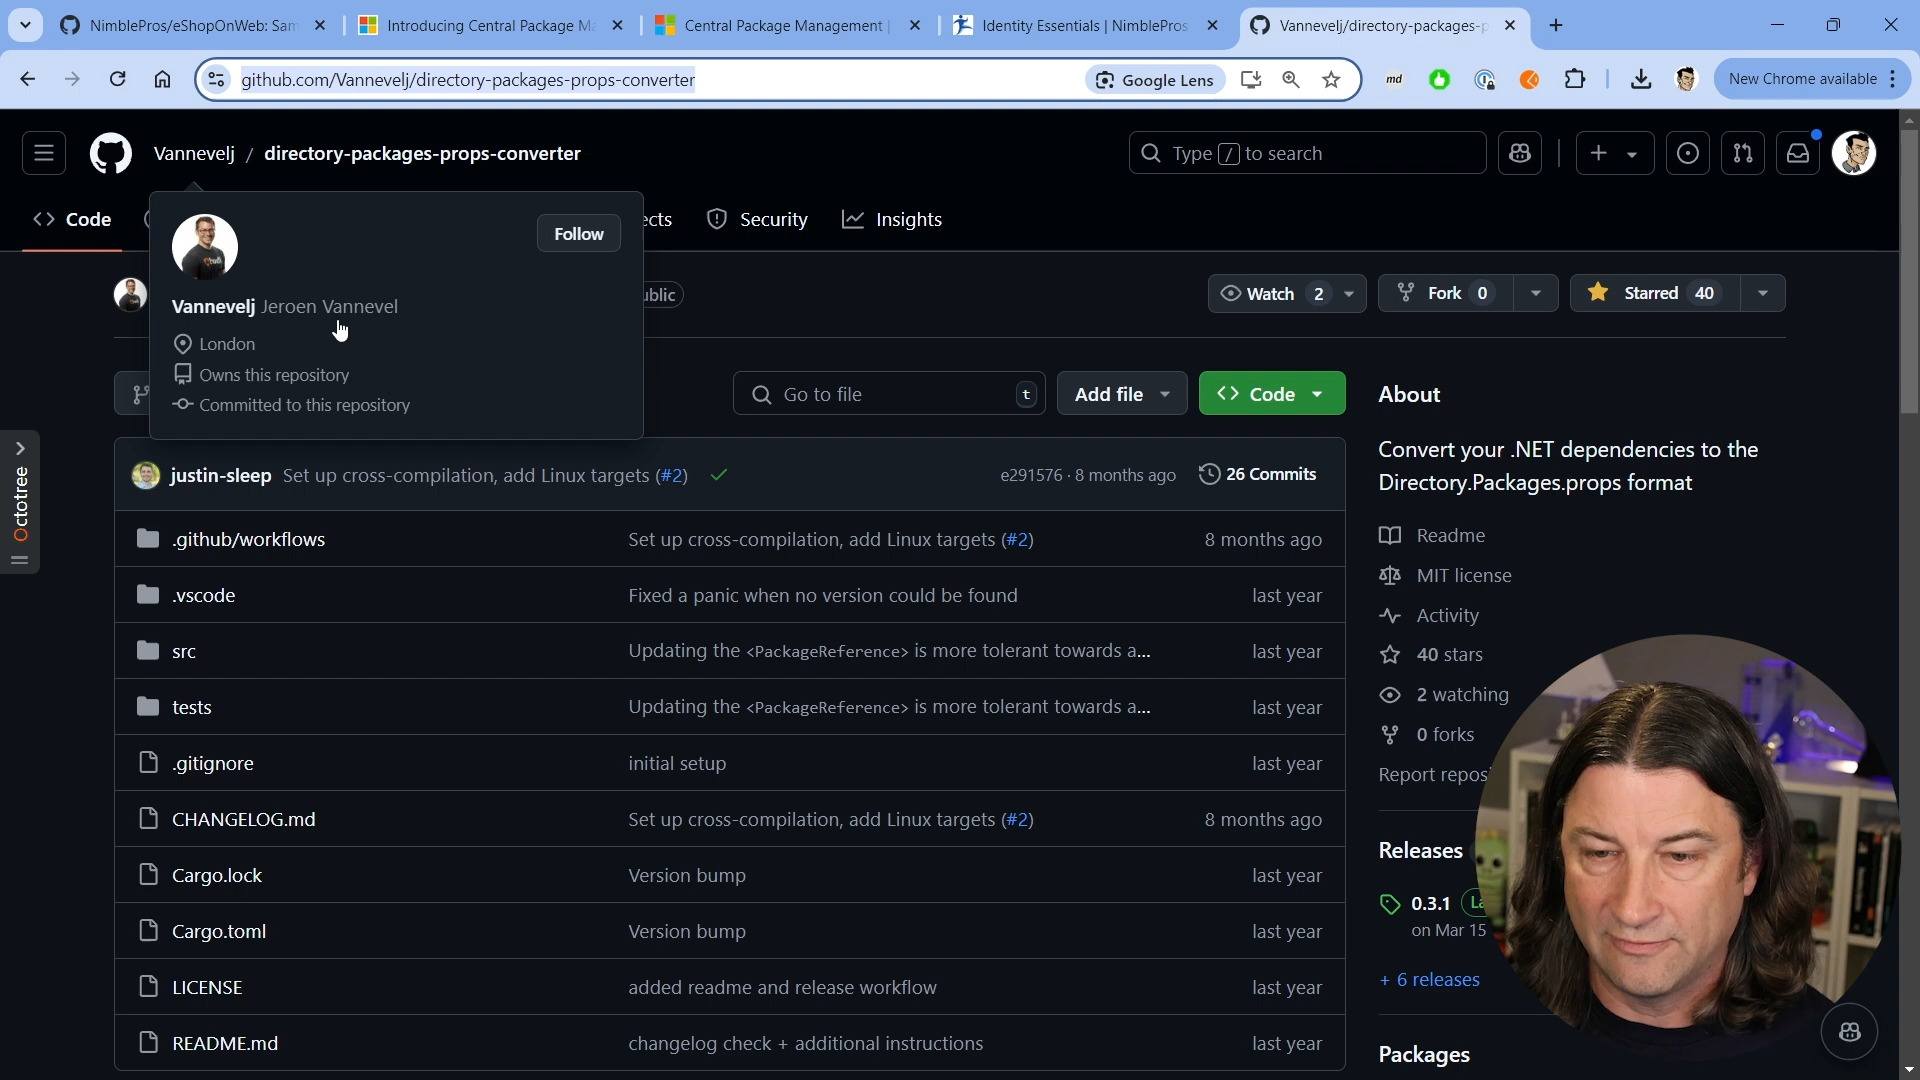 NimblePros/eShopOnWeb: Sam
Introducing Central Package Ma
Central Package Management |
Identity Essentials | NimblePros
Vannevelj/directory-packages-p
github.com/Vannevelj/directory-packages-props-converter
Google Lens
md
New Chrome available
Vannevelj / directory-packages-props-converter
Type / to search
Code
ects
Security
Insights
Follow
Vannevelj Jeroen Vannevel
London
Owns this repository
Committed to this repository
ublic
Watch 2
Fork 0
Starred 40
Go to file
t
Add file
Code
About
Convert your .NET dependencies to the
Directory.Packages.props format
Octotree
justin-sleep Set up cross-compilation, add Linux targets (#2)
e291576 · 8 months ago
26 Commits
.github/workflows
Set up cross-compilation, add Linux targets (#2)
8 months ago
.vscode
Fixed a panic when no version could be found
last year
src
Updating the <PackageReference> is more tolerant towards a...
last year
tests
Updating the <PackageReference> is more tolerant towards a...
last year
.gitignore
initial setup
last year
CHANGELOG.md
Set up cross-compilation, add Linux targets (#2)
8 months ago
Cargo.lock
Version bump
last year
Cargo.toml
Version bump
last year
LICENSE
added readme and release workflow
last year
README.md
changelog check + additional instructions
last year
Readme
MIT license
Activity
40 stars
2 watching
0 forks
Report reposi
Releases
0.3.1 La
on Mar 15
+ 6 releases
Packages